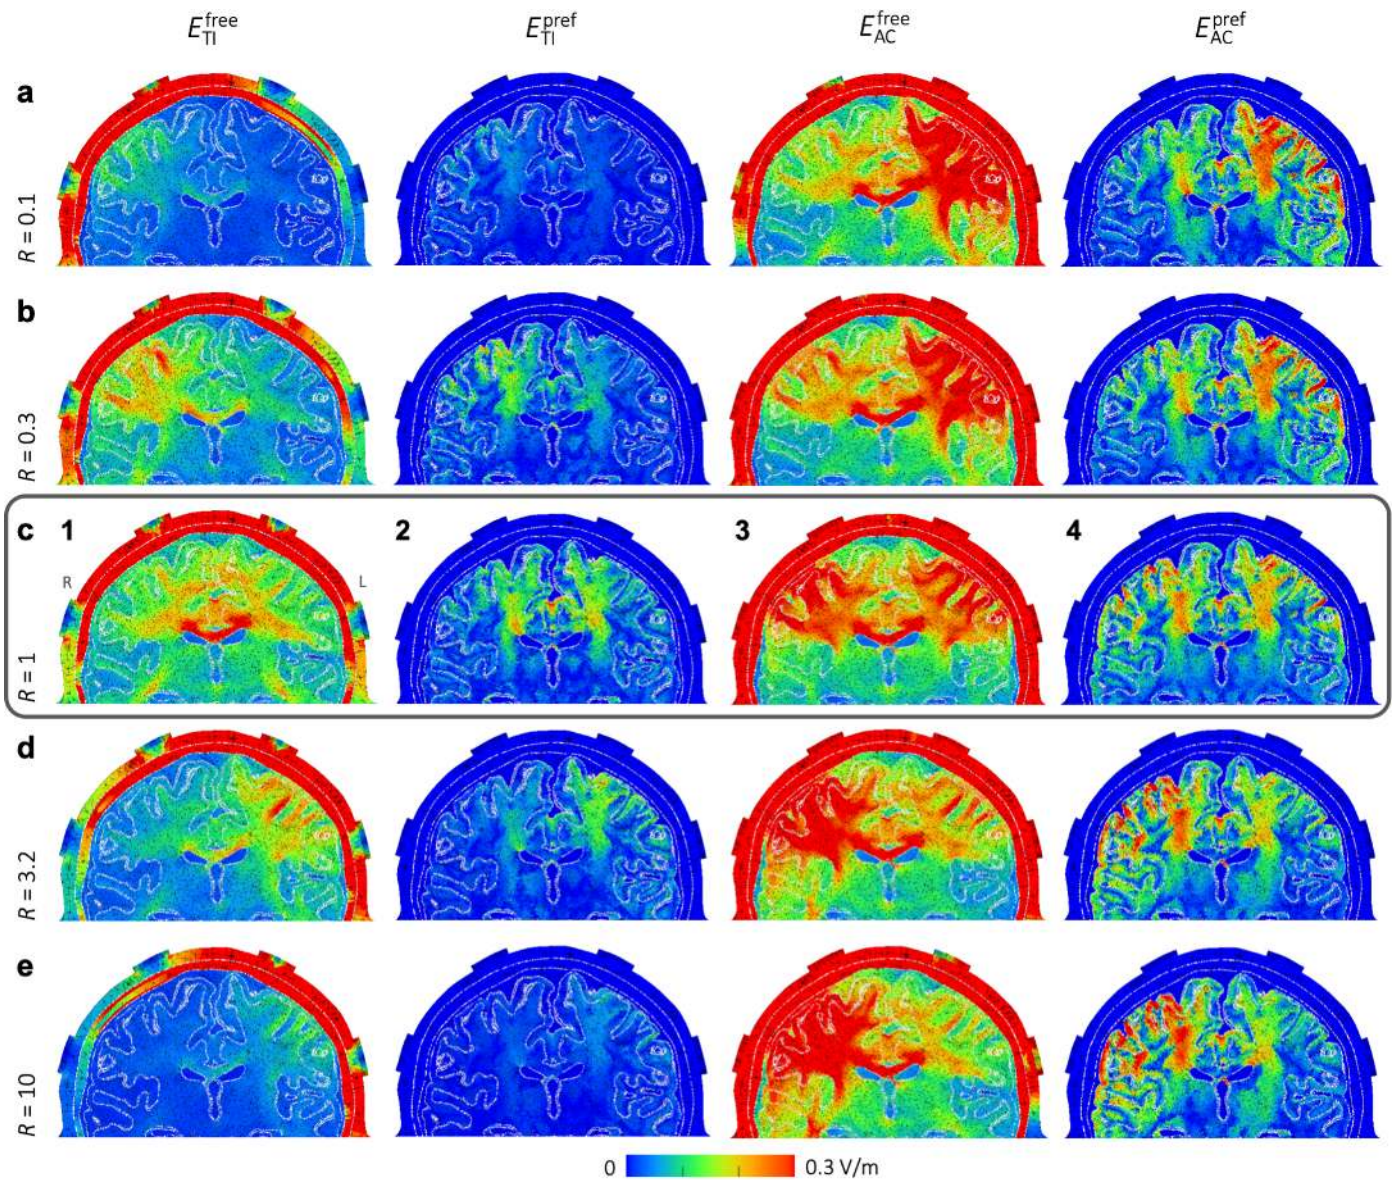 E_TI^free E_TI^pref E_AC^free E_AC^pref
a
R = 0.1
b
R = 0.3
c 1 2 3 4
R L
R = 1
d
R = 3.2
e
R = 10
0 0.3 V/m